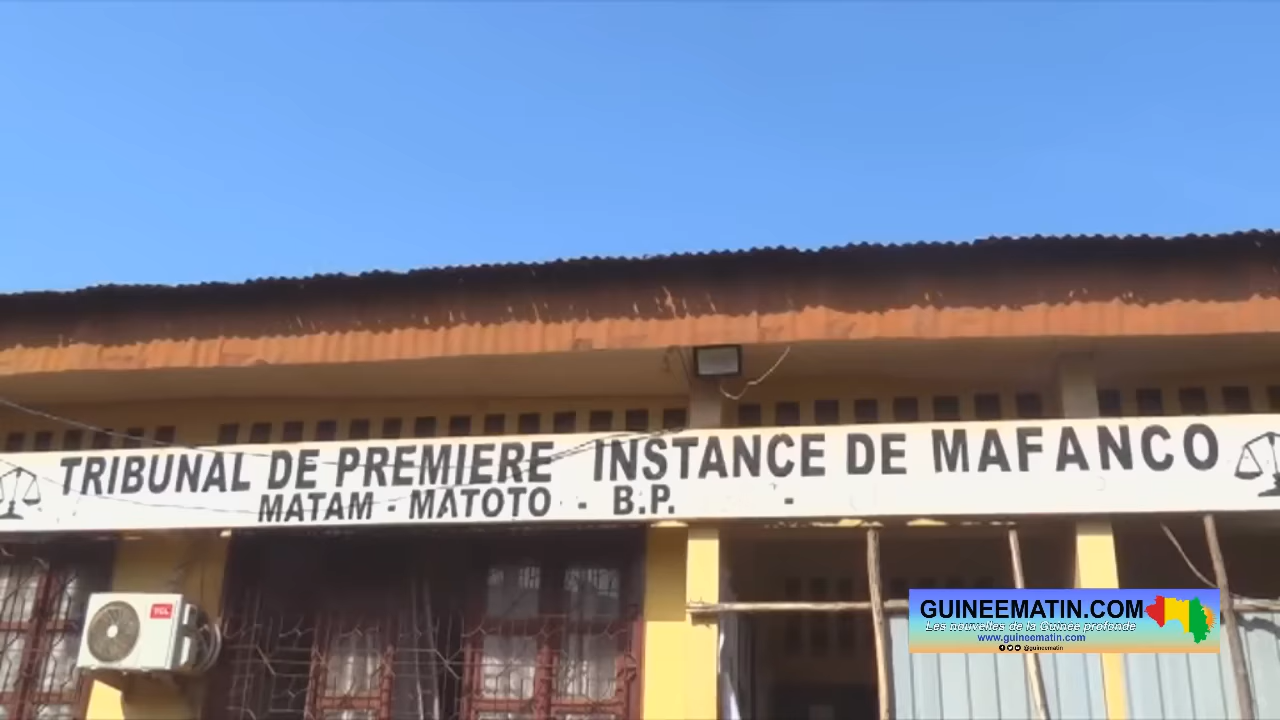 TRIBUNAL DE PREMIERE INSTANCE DE MAFANCO
MATAM - MATOTO - B.P. -
TCL
GUINEEMATIN.COM
Les nouvelles de la Guinée profonde
www.guineematin.com
@guineematin